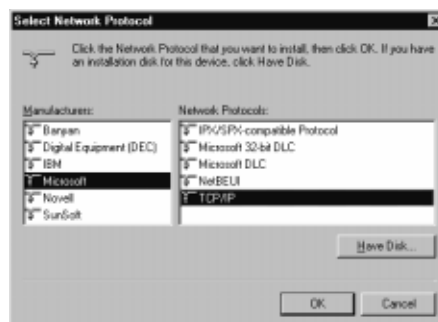 Select Network Protocol
Click the Network Protocol that you want to install, then click OK. If you have
an installation disk for this device, click Have Disk.
Manufacturers:
Banyan
Digital Equipment (DEC)
IBM
Microsoft
Novell
SunSoft
Network Protocols:
IPX/SPX-compatible Protocol
Microsoft 32-bit DLC
Microsoft DLC
NetBEUI
TCP/IP
Have Disk...
OK
Cancel